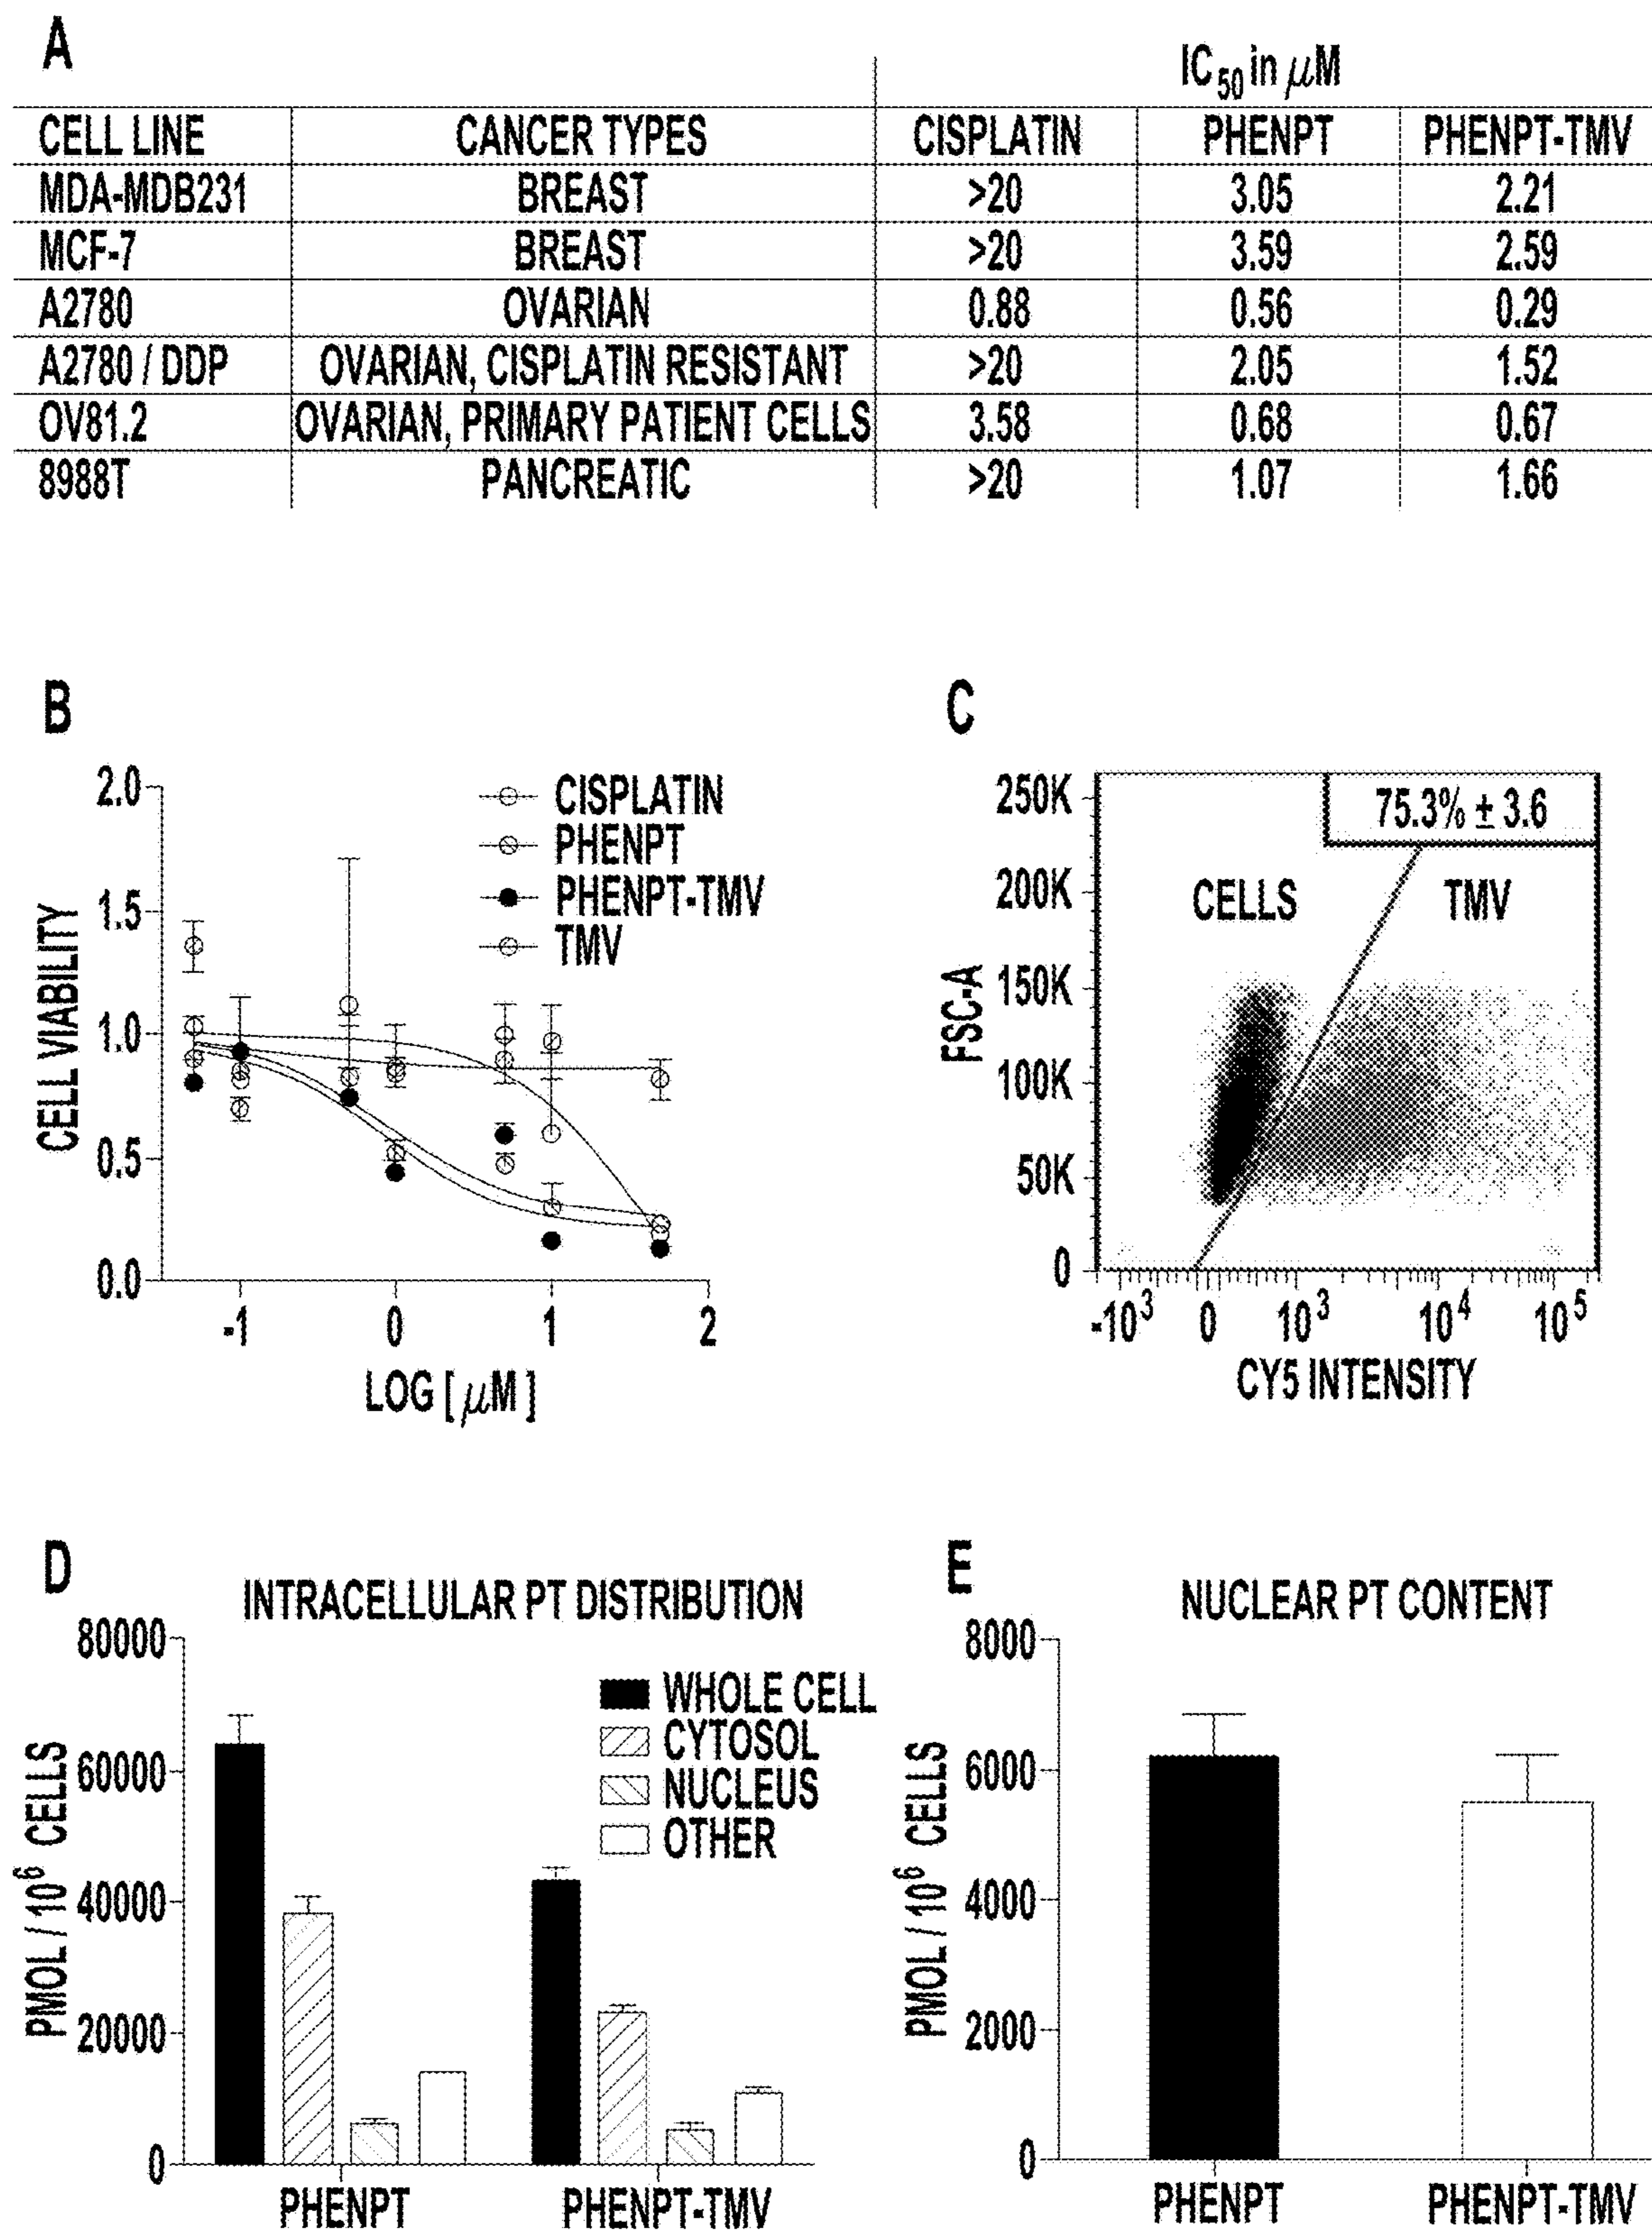 A
IC50 in μM
CELL LINE CANCER TYPES CISPLATIN PHENPT PHENPT-TMV
MDA-MDB231 BREAST >20 3.05 2.21
MCF-7 BREAST >20 3.59 2.59
A2780 OVARIAN 0.88 0.56 0.29
A2780 / DDP OVARIAN, CISPLATIN RESISTANT >20 2.05 1.52
OV81.2 OVARIAN, PRIMARY PATIENT CELLS 3.58 0.68 0.67
8988T PANCREATIC >20 1.07 1.66
B
2.0
1.5
1.0
0.5
0.0
CELL VIABILITY
CISPLATIN
PHENPT
PHENPT-TMV
TMV
-1 0 1 2
LOG [ μM ]
C
250K
200K
150K
100K
50K
0
FSC-A
75.3% ± 3.6
CELLS TMV
-10^3 0 10^3 10^4 10^5
CY5 INTENSITY
D
INTRACELLULAR PT DISTRIBUTION
80000
60000
40000
20000
0
PMOL / 10^6 CELLS
WHOLE CELL
CYTOSOL
NUCLEUS
OTHER
PHENPT PHENPT-TMV
E
NUCLEAR PT CONTENT
8000
6000
4000
2000
0
PMOL / 10^6 CELLS
PHENPT PHENPT-TMV